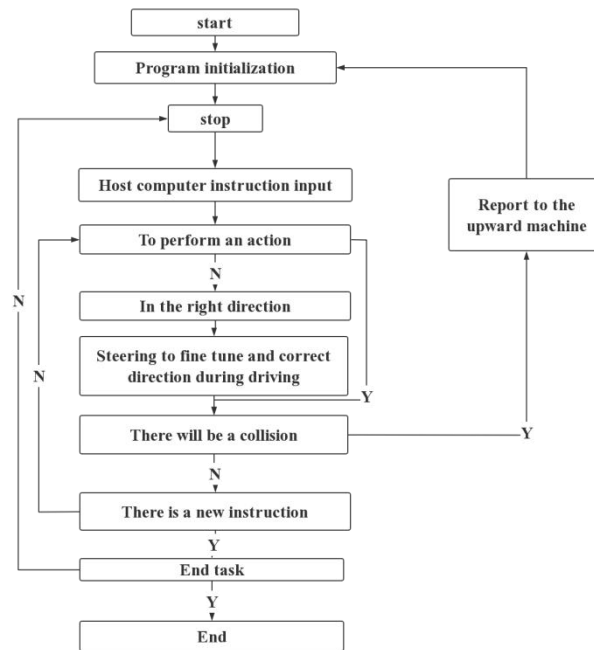 start
Program initialization
stop
Host computer instruction input
Report to the
upward machine
To perform an action
N
N
In the right direction
N
Steering to fine tune and correct
direction during driving
Y
There will be a collision
Y
N
There is a new instruction
Y
End task
Y
End